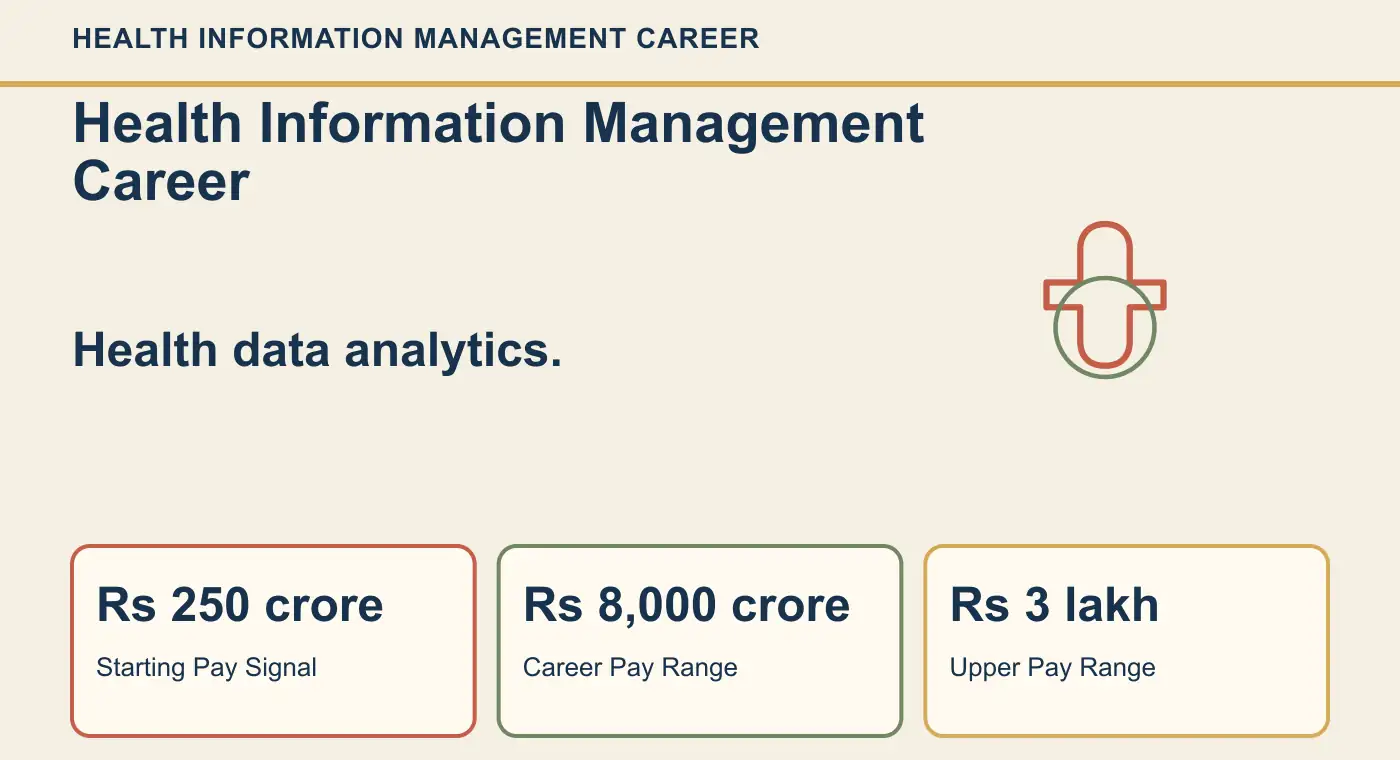 HEALTH INFORMATION MANAGEMENT CAREER
Health Information Management
Career
Health data analytics.
Rs 250 crore
Starting Pay Signal
Rs 8,000 crore
Career Pay Range
Rs 3 lakh
Upper Pay Range